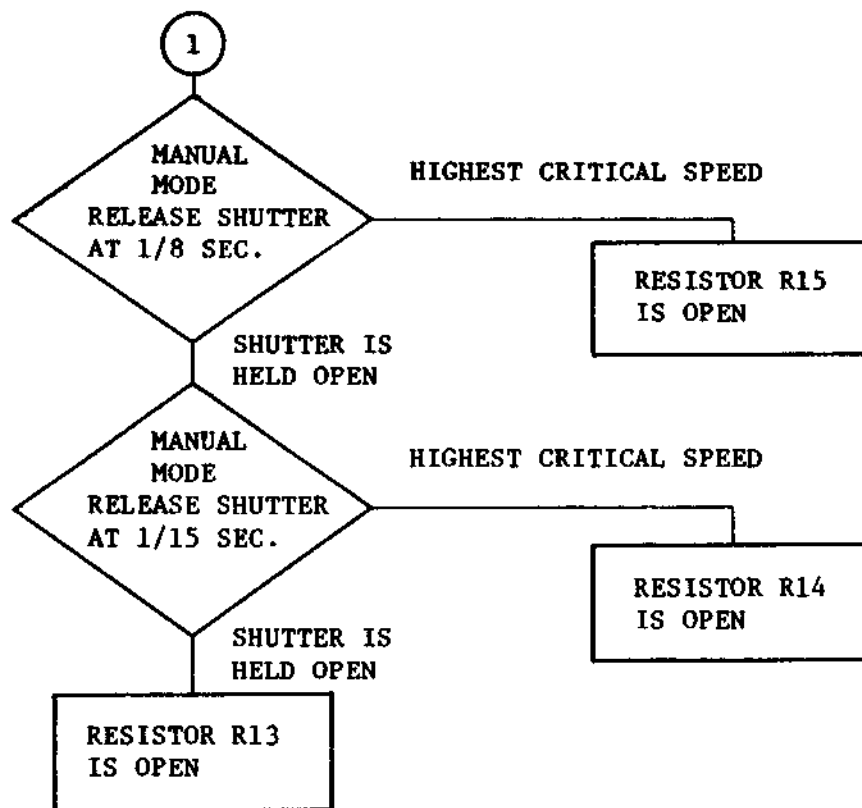 1
MANUAL
MODE
RELEASE SHUTTER
AT 1/8 SEC.
HIGHEST CRITICAL SPEED
RESISTOR R15
IS OPEN
SHUTTER IS
HELD OPEN
MANUAL
MODE
RELEASE SHUTTER
AT 1/15 SEC.
HIGHEST CRITICAL SPEED
RESISTOR R14
IS OPEN
SHUTTER IS
HELD OPEN
RESISTOR R13
IS OPEN